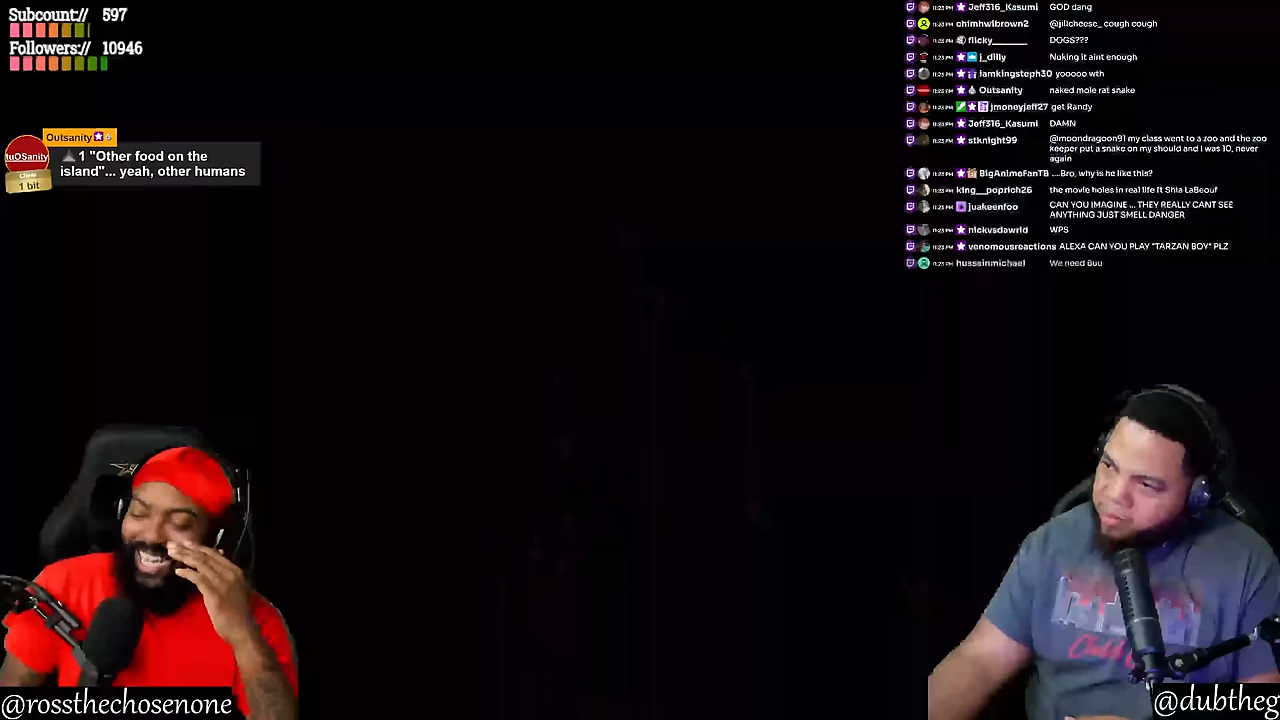 Subcount// 597
Followers:// 10946
Outsanity
1 "Other food on the
island"... yeah, other humans
1 bit
Jeff316_Kasumi GOD dang
chimhwibrown2 @jillcheese_ cough cough
flicky______ DOGS???
j_dilly Nuking it aint enough
iamkingsteph30 yooooo wth
Outsanity naked mole rat snake
jmoneyjeff27 get Randy
Jeff316_Kasumi DAMN
stknight99 @moondragoon91 my class went to a zoo and the zoo
keeper put a snake on my should and I was 10, never
again
BigAnimeFanTB ....Bro, why is he like this?
king__poprich26 the movie holes in real life ft Shia LaBeouf
juakeenfoo CAN YOU IMAGINE ... THEY REALLY CANT SEE
ANYTHING JUST SMELL DANGER
nickvsdawrld WPS
venomousreactions ALEXA CAN YOU PLAY "TARZAN BOY" PLZ
hussinmichael We need
@rossthechosenone
@dubtheg